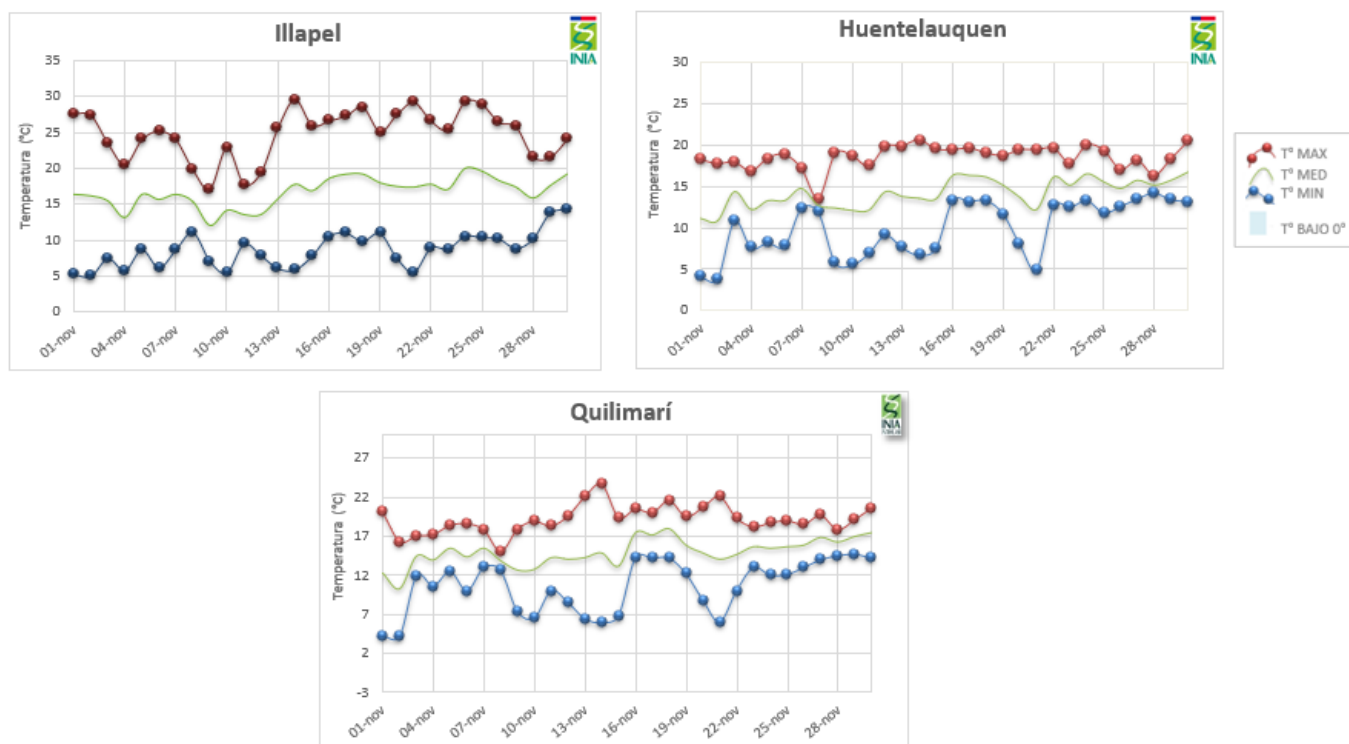 Illapel
INIA
Temperatura (°C)
35
30
25
20
15
10
5
0
01-nov
04-nov
07-nov
10-nov
13-nov
16-nov
19-nov
22-nov
25-nov
28-nov
Huentelauquen
INIA
Temperatura (°C)
30
25
20
15
10
5
0
01-nov
04-nov
07-nov
10-nov
13-nov
16-nov
19-nov
22-nov
25-nov
28-nov
T° MAX
T° MED
T° MIN
T° BAJO 0°
Quilimarí
INIA
Temperatura (°C)
27
22
17
12
7
2
-3
01-nov
04-nov
07-nov
10-nov
13-nov
16-nov
19-nov
22-nov
25-nov
28-nov